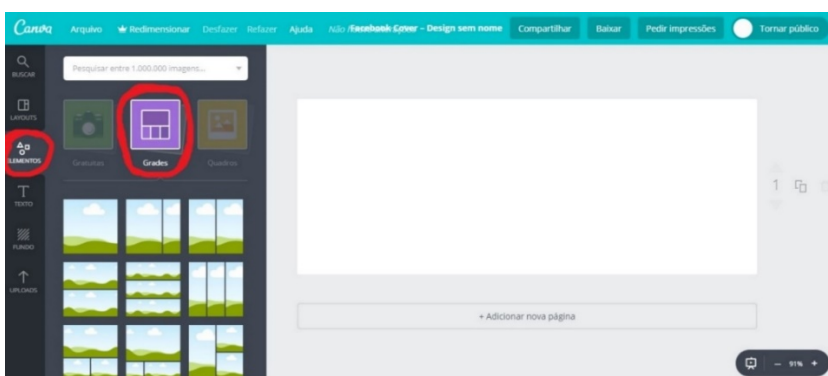 Canva Arquivo Redimensionar Desfazer Refazer Ajuda Facebook Cover – Design sem nome Compartilhar Baixar Pedir impressões Tornar público
BUSCAR
Pesquisar entre 1.000.000 imagens...
LAYOUTS
ELEMENTOS
Gratuitas Grades Quadros
TEXTO
FUNDO
UPLOADS
1
+ Adicionar nova página
– 91% +